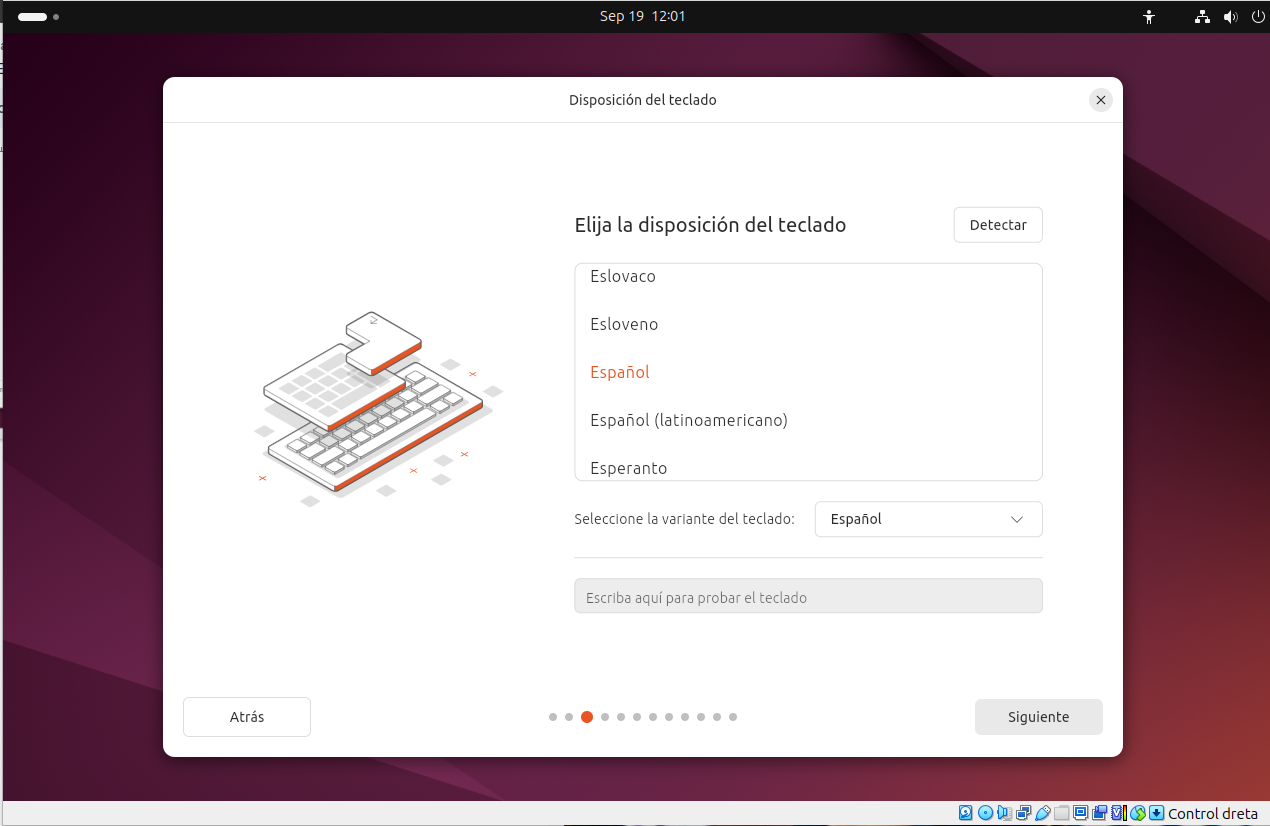 Sep 19 12:01
Disposición del teclado
Elija la disposición del teclado
Detectar
Eslovaco
Esloveno
Español
Español (latinoamericano)
Esperanto
Seleccione la variante del teclado:
Español
Escriba aquí para probar el teclado
Atrás
Siguiente
Control dreta